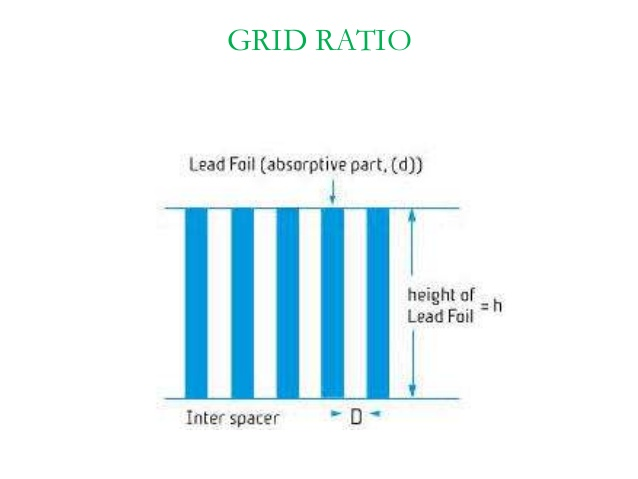 GRID RATIO
Lead Foil (absorptive part, (d))
height of
Lead Foil
= h
Inter spacer
D